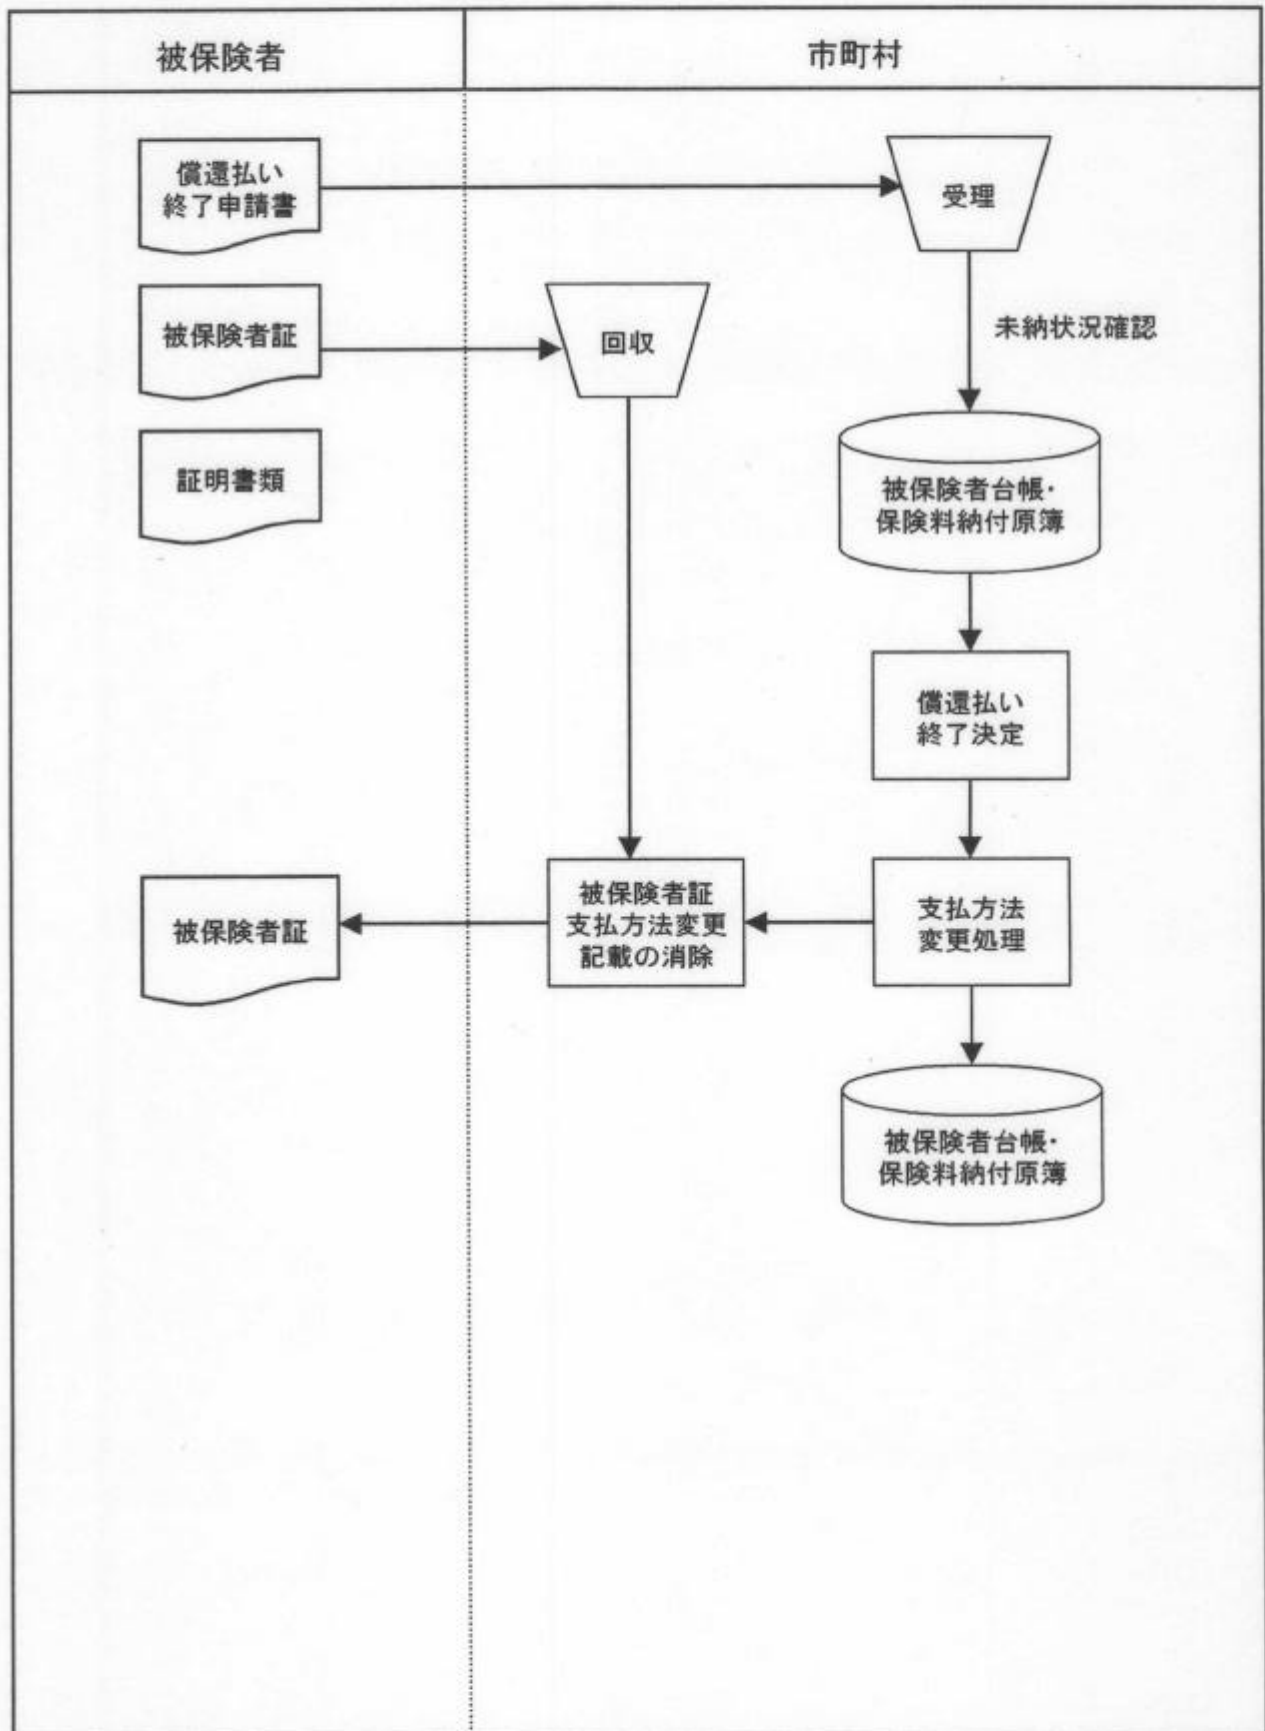 被保険者
市町村
償還払い
終了申請書
受理
被保険者証
回収
未納状況確認
証明書類
被保険者台帳・
保険料納付原簿
償還払い
終了決定
被保険者証
被保険者証
支払方法変更
記載の消除
支払方法
変更処理
被保険者台帳・
保険料納付原簿